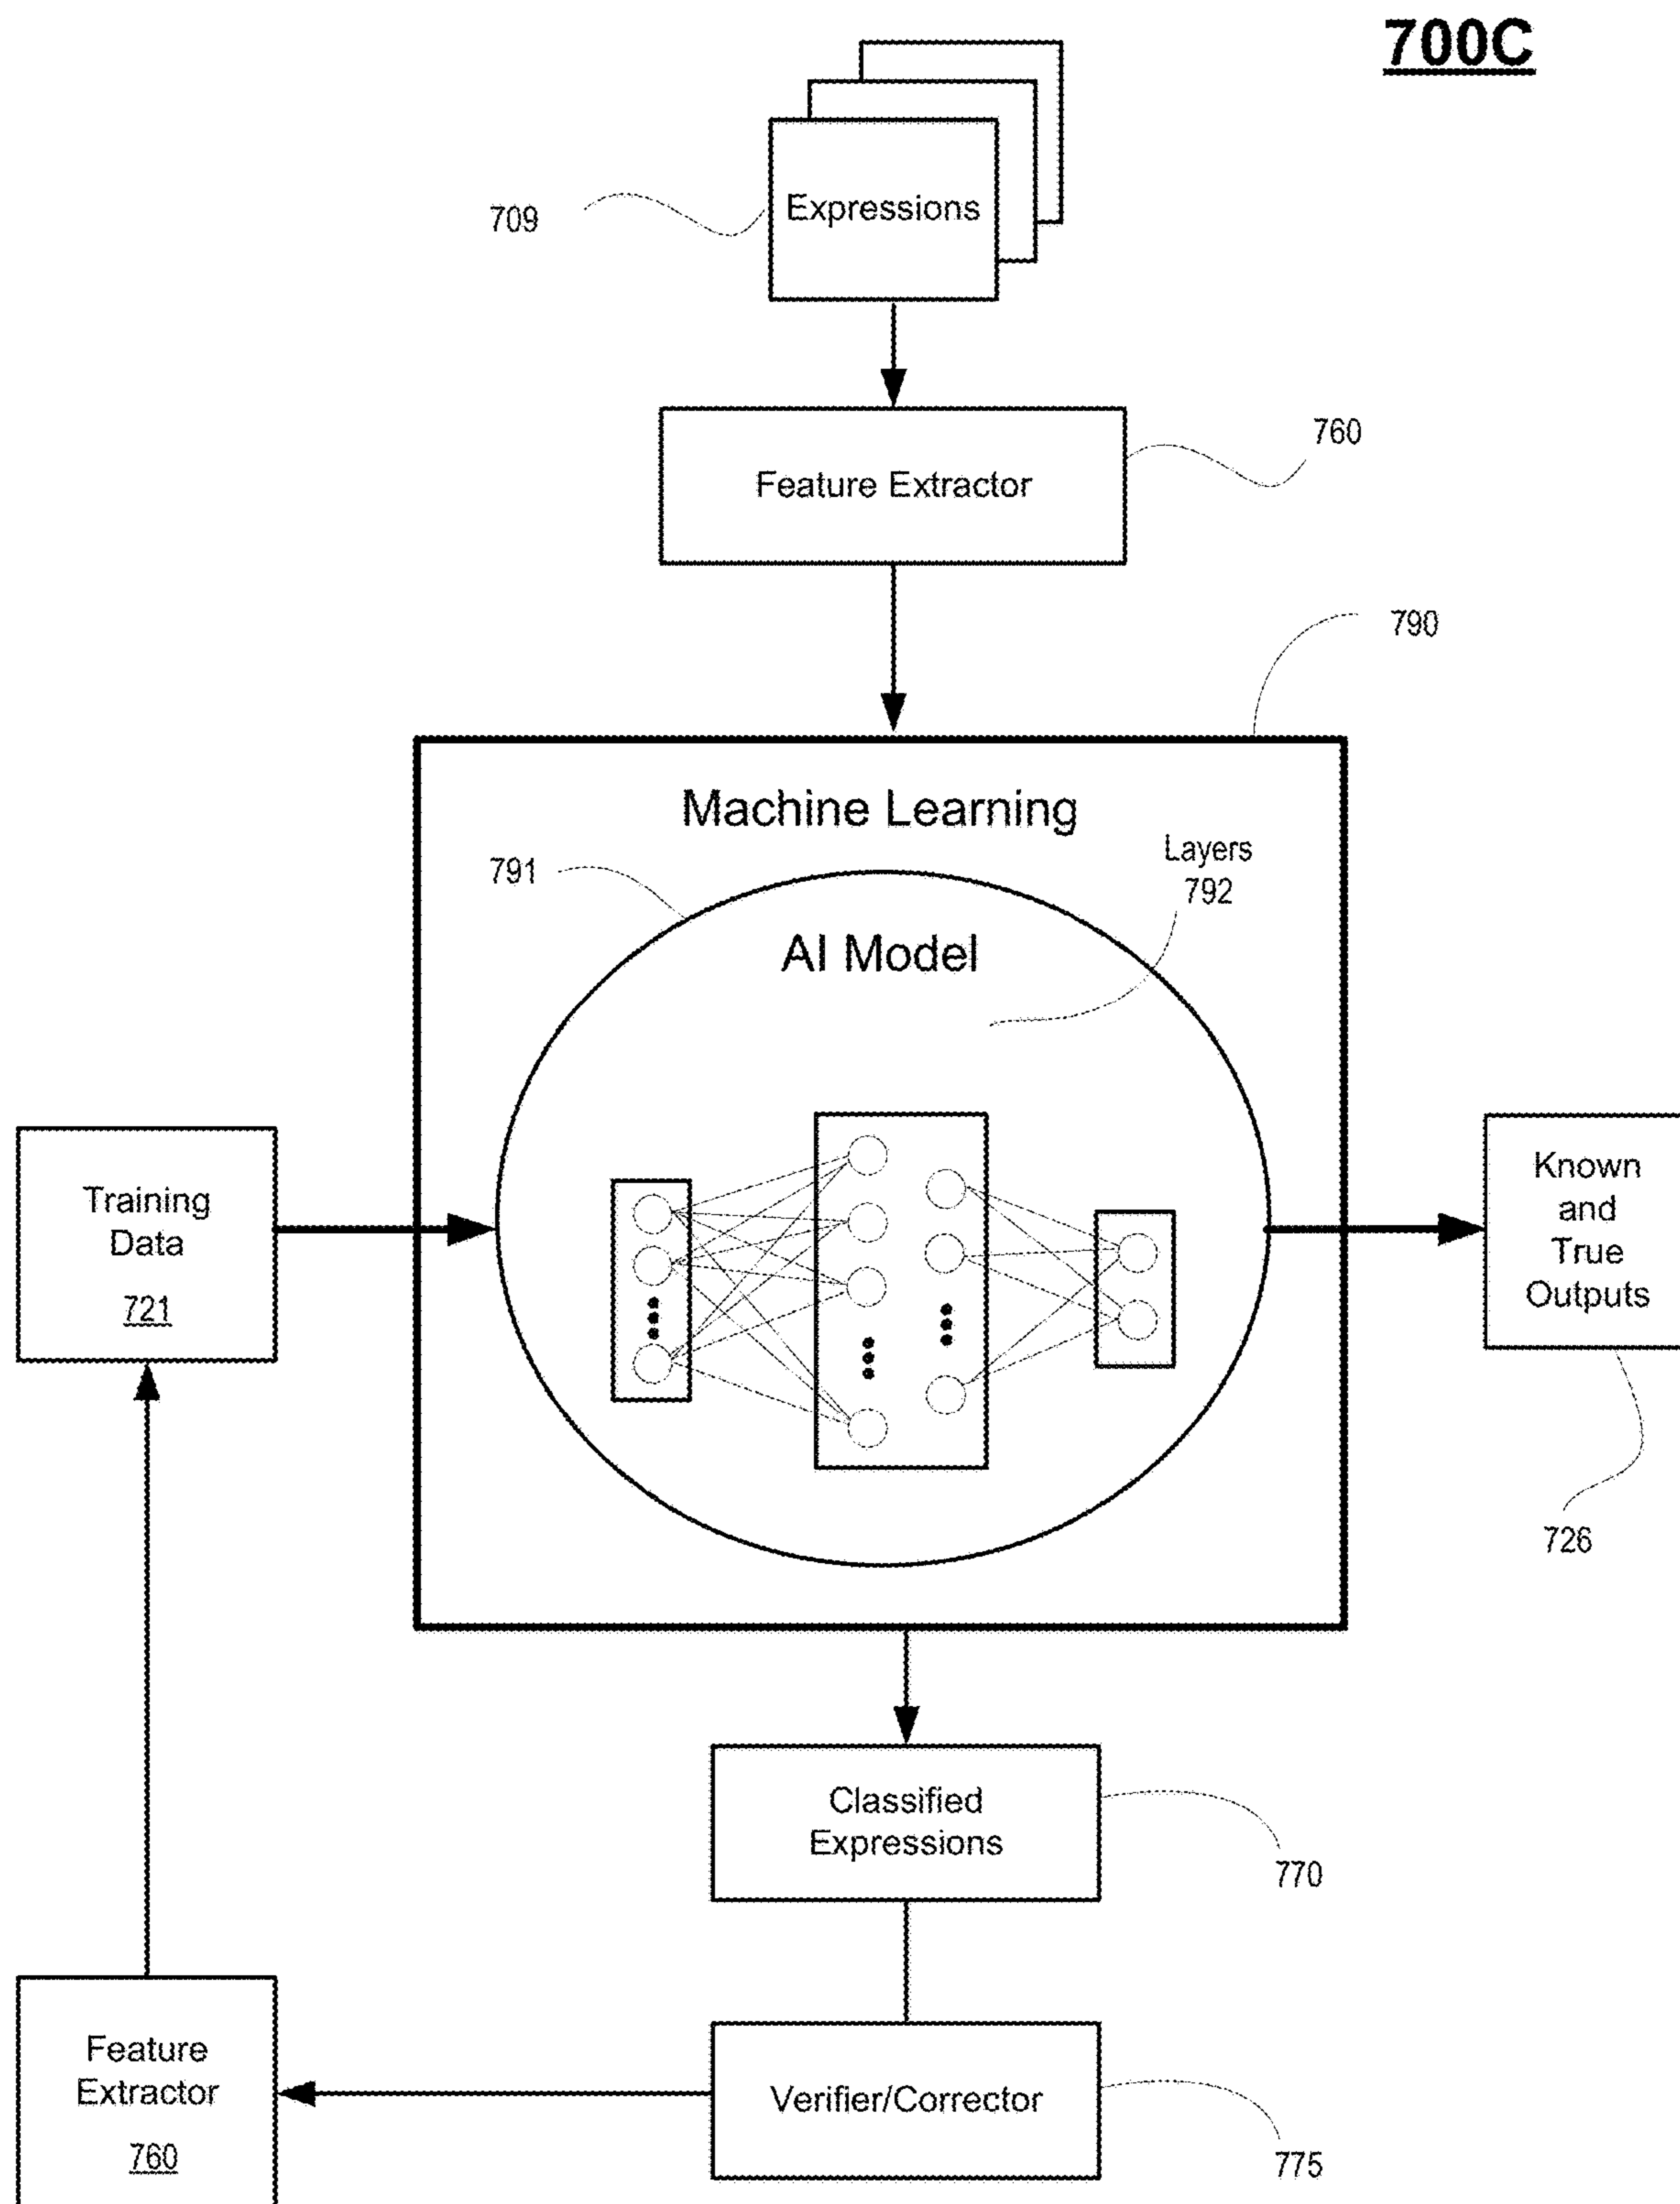 700C
Expressions
709
760
Feature Extractor
790
Machine Learning
Layers
792
791
AI Model
Training
Data
721
Known
and
True
Outputs
726
Classified
Expressions
770
Feature
Extractor
760
Verifier/Corrector
775